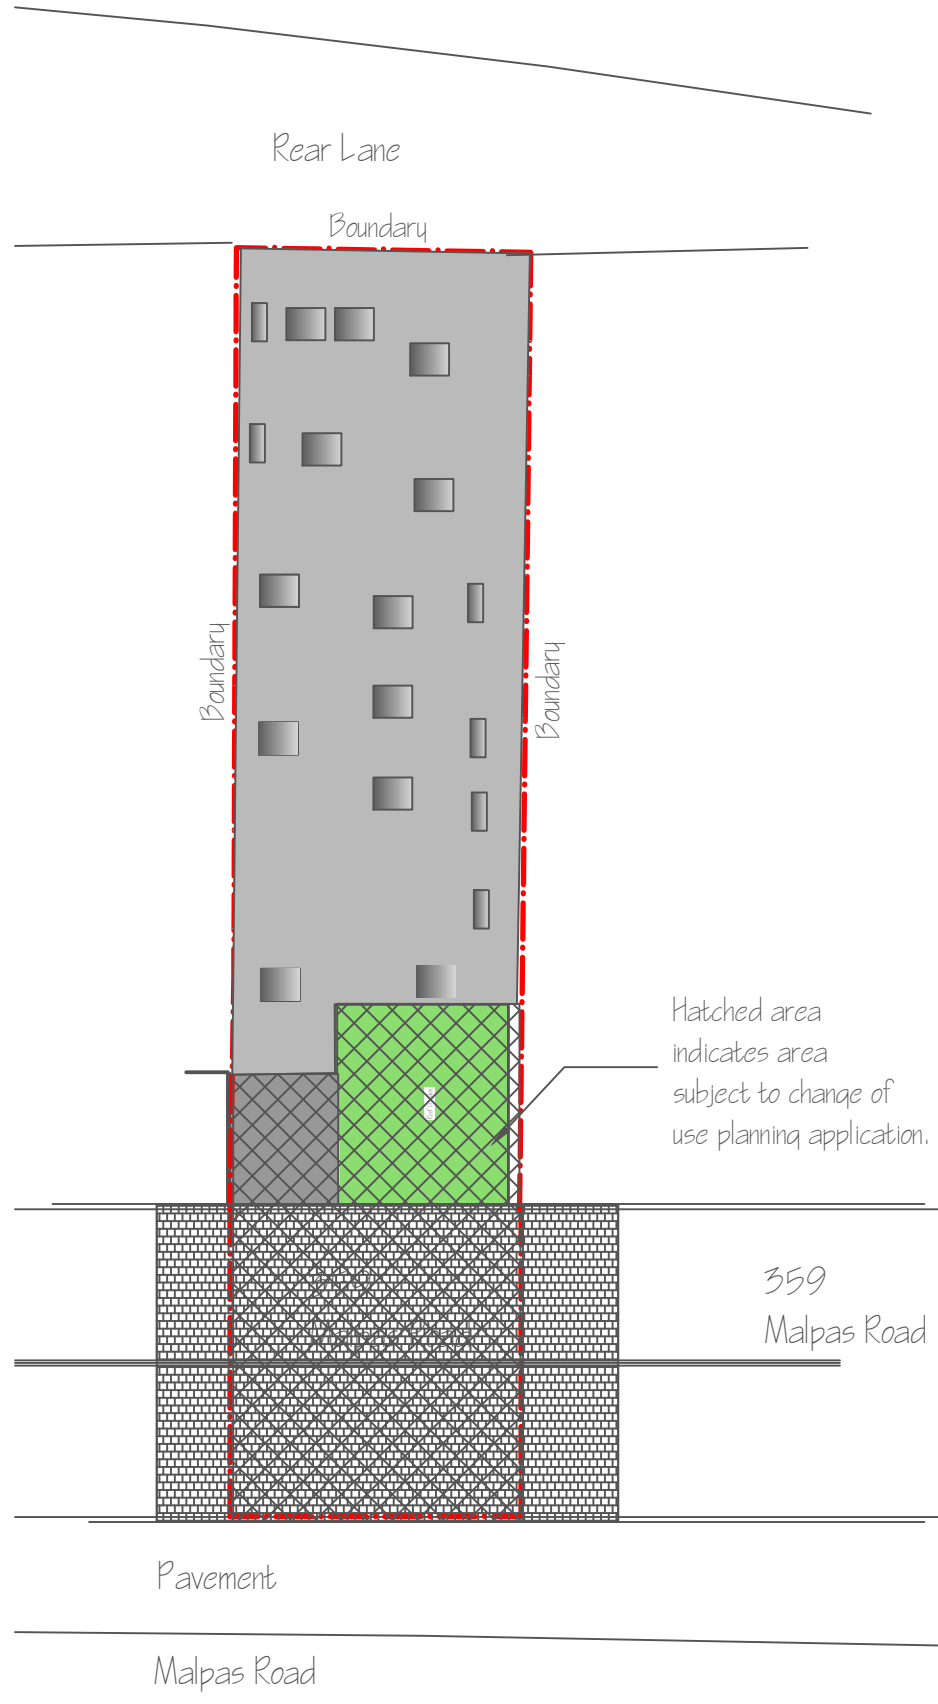 Rear Lane
Boundary
Boundary
Boundary
Hatched area
indicates area
subject to change of
use planning application.
359
Malpas Road
Pavement
Malpas Road